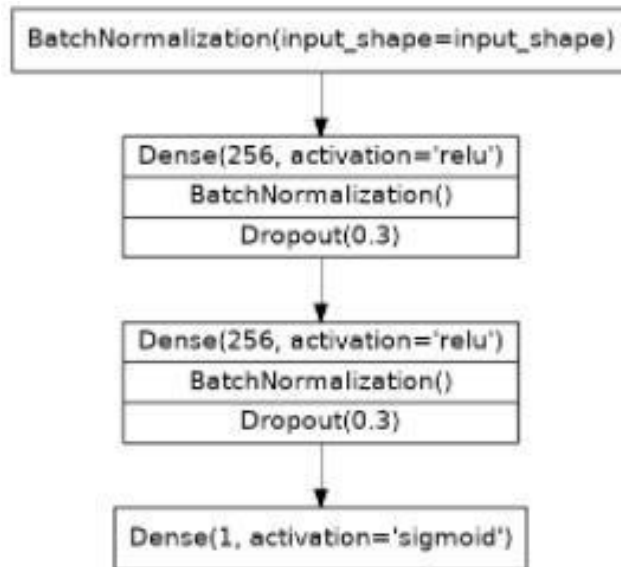 BatchNormalization(input_shape=input_shape)
Dense(256, activation='relu')
BatchNormalization()
Dropout(0.3)
Dense(256, activation='relu')
BatchNormalization()
Dropout(0.3)
Dense(1, activation='sigmoid')